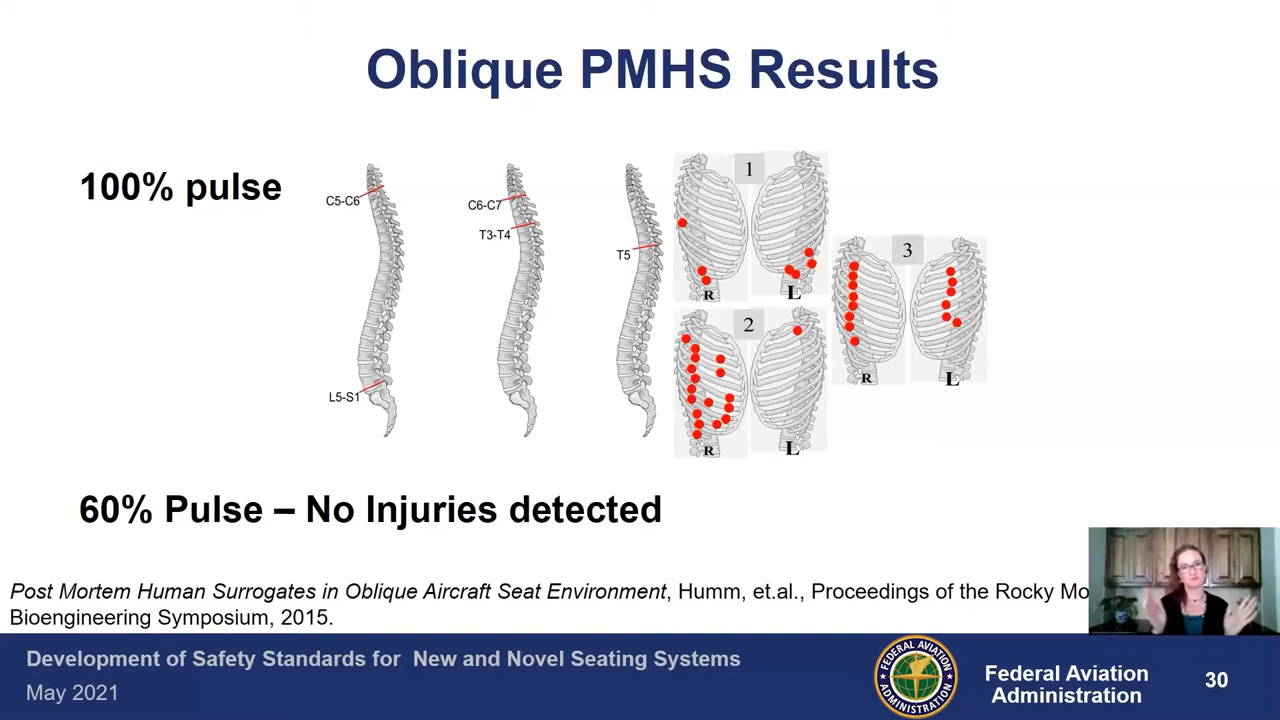 Oblique PMHS Results
100% pulse
C5-C6
L5-S1
C6-C7
T3-T4
T5
1
R
L
2
R
L
3
R
L
60% Pulse – No Injuries detected
Post Mortem Human Surrogates in Oblique Aircraft Seat Environment, Humm, et.al., Proceedings of the Rocky Mo
Bioengineering Symposium, 2015.
Development of Safety Standards for New and Novel Seating Systems
May 2021
FEDERAL AVIATION
ADMINISTRATION
Federal Aviation
Administration
30